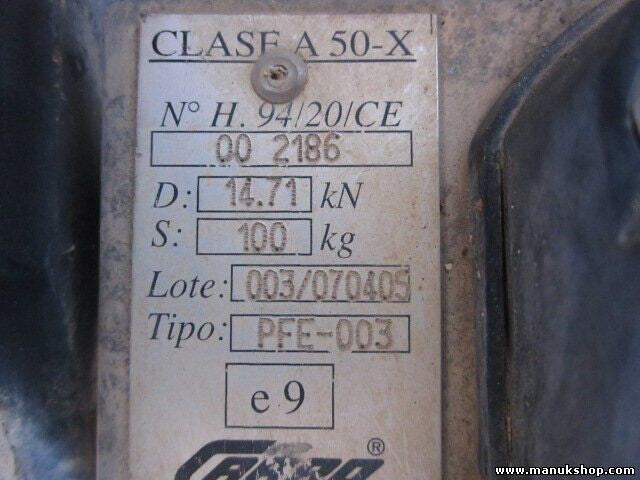 CLASE A 50-X
N° H. 94/20/CE
00 2186
D: 14.71 kN
S: 100 kg
Lote: 003/070405
Tipo: PFE-003
e 9
®
www.manukshop.com